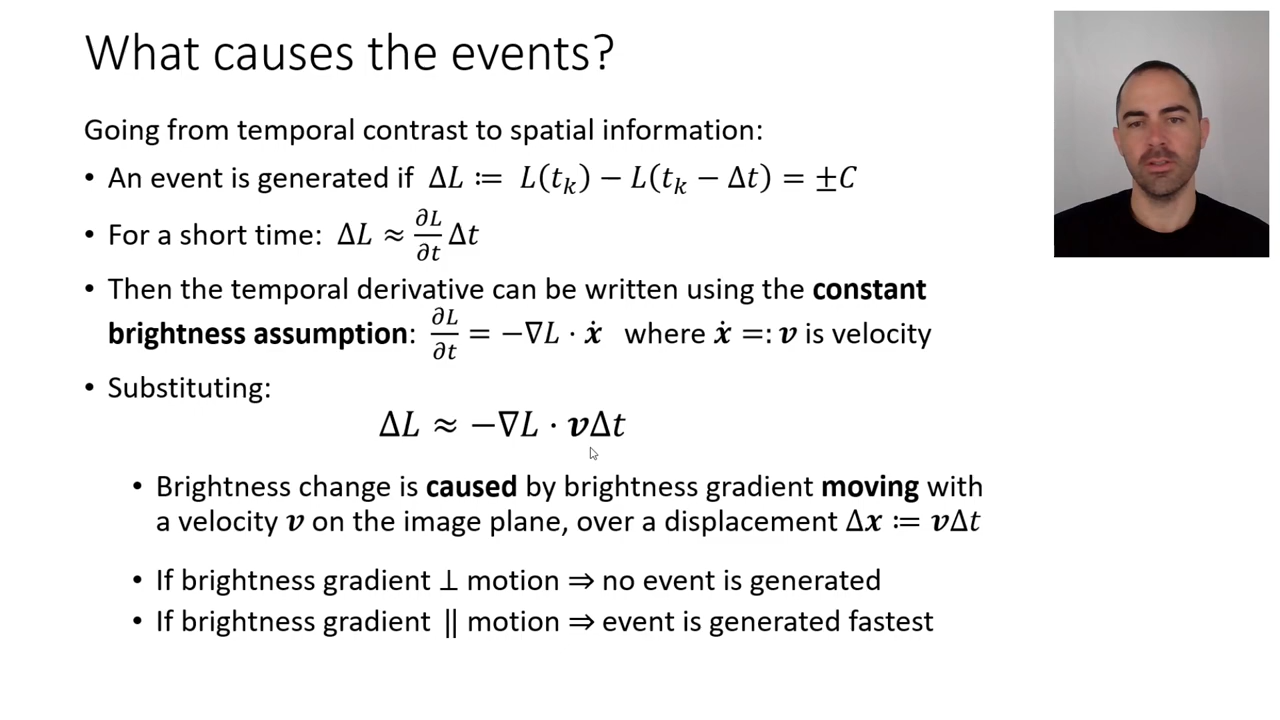 What causes the events?
Going from temporal contrast to spatial information:
• An event is generated if ΔL ≔ L(t_k) − L(t_k − Δt) = ±C
• For a short time: ΔL ≈ ∂L/∂t Δt
• Then the temporal derivative can be written using the constant
brightness assumption: ∂L/∂t = −∇L · ẋ where ẋ =: v is velocity
• Substituting:
ΔL ≈ −∇L · vΔt
• Brightness change is caused by brightness gradient moving with
a velocity v on the image plane, over a displacement Δx ≔ vΔt
• If brightness gradient ⊥ motion ⇒ no event is generated
• If brightness gradient ∥ motion ⇒ event is generated fastest